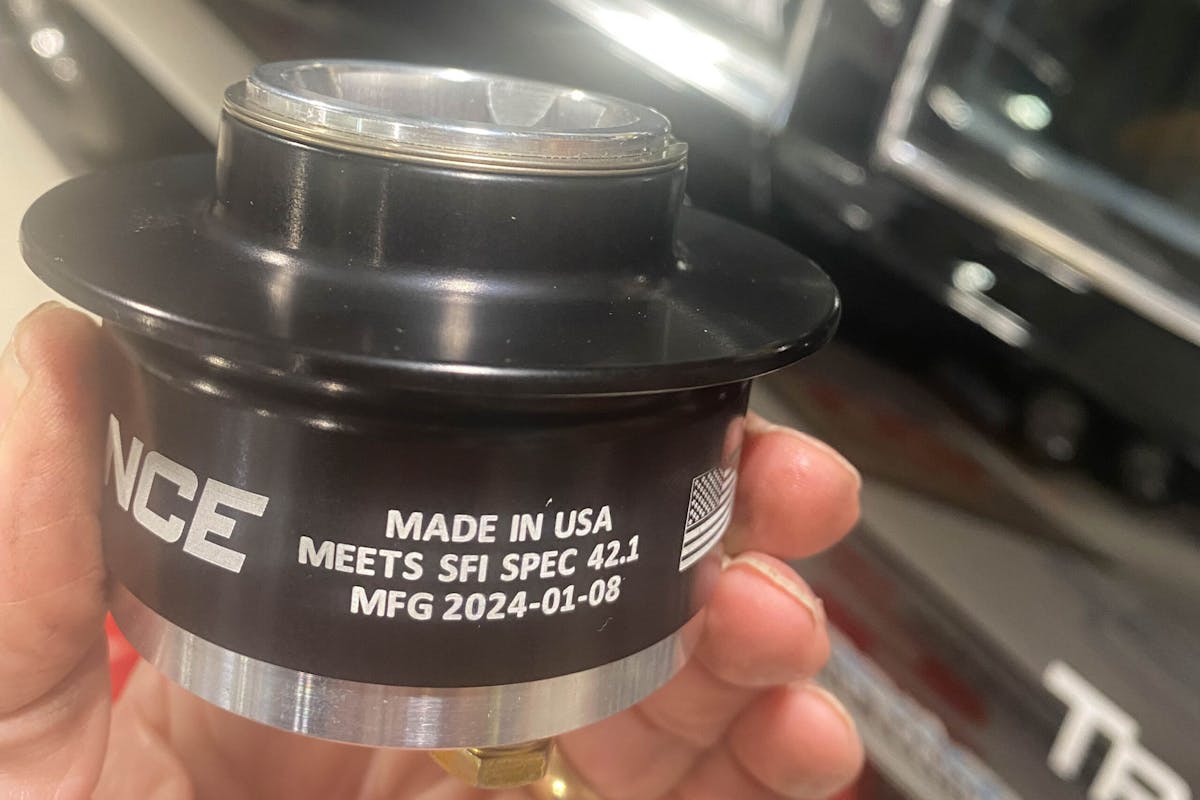 NCE
MADE IN USA
MEETS SFI SPEC 42.1
MFG 2024-01-08